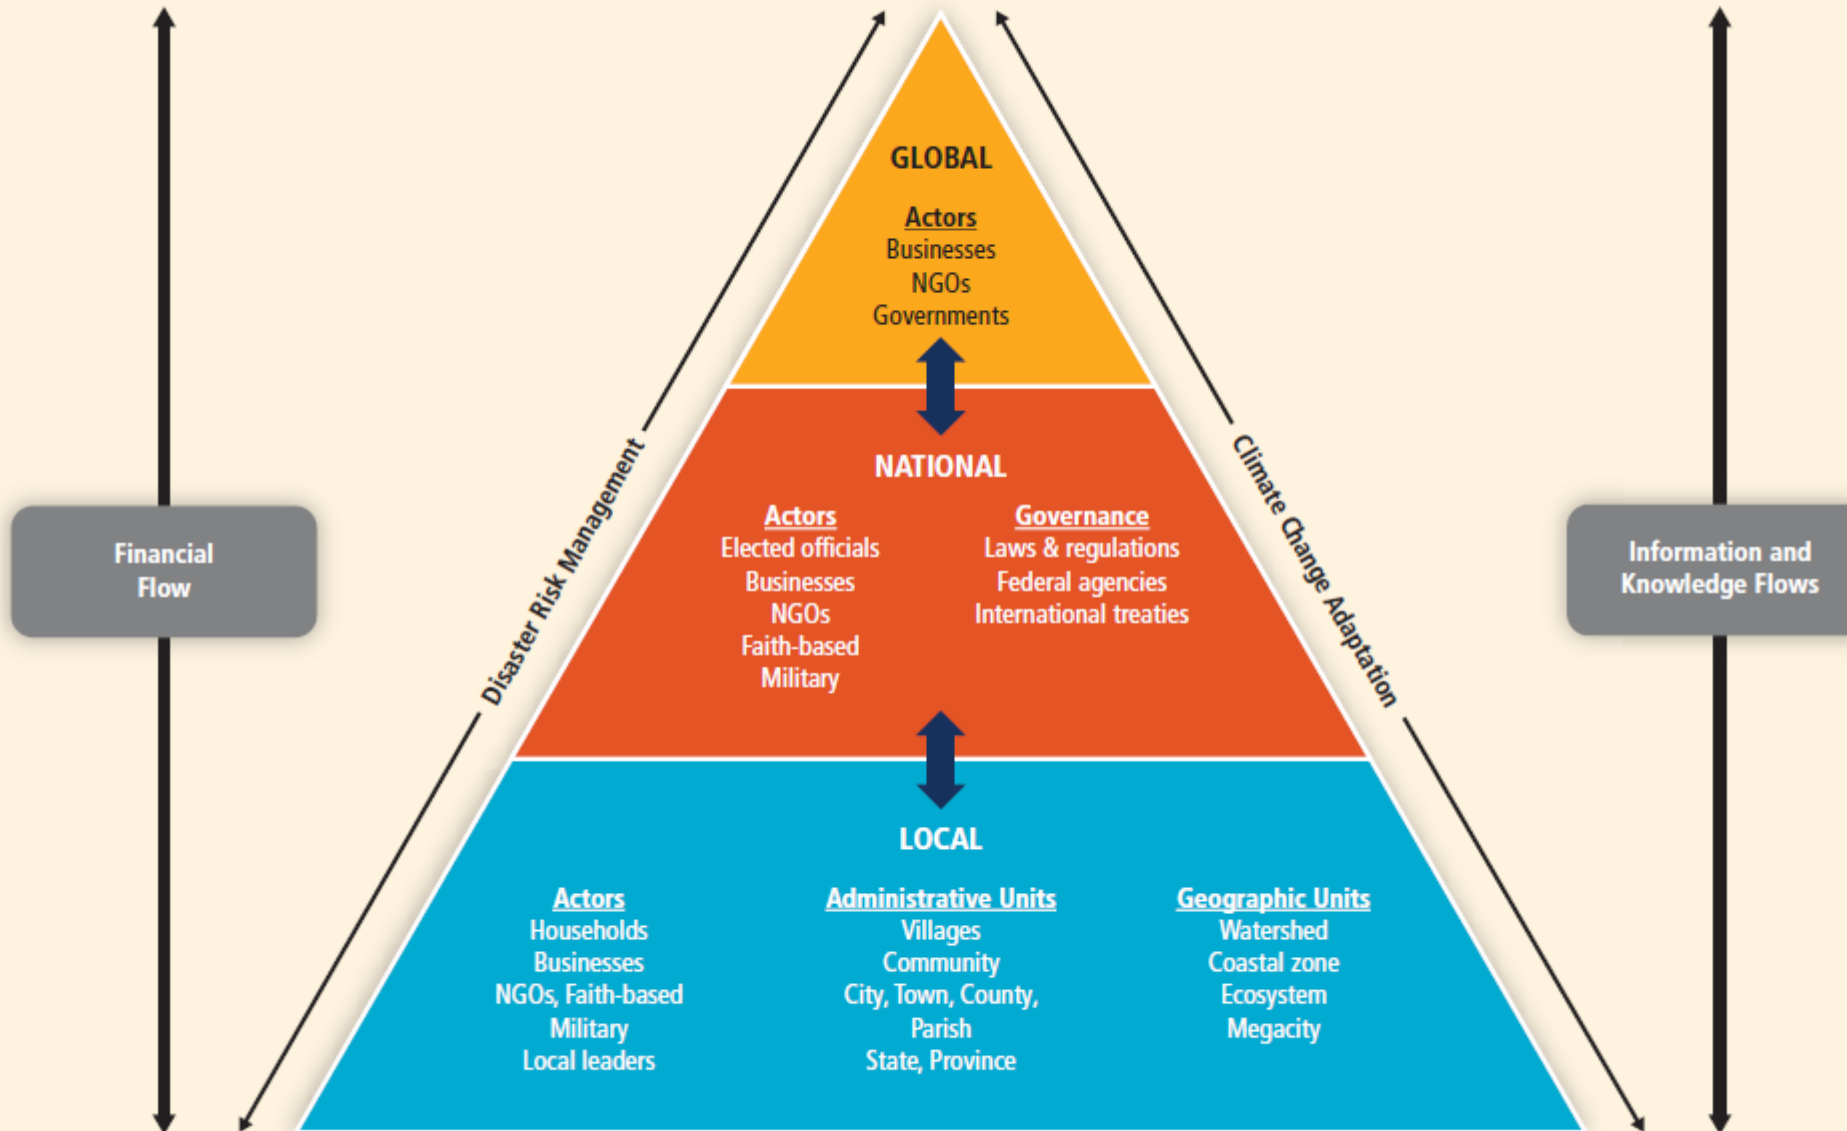 GLOBAL
Actors
Businesses
NGOs
Governments
NATIONAL
Actors
Elected officials
Businesses
NGOs
Faith-based
Military
Governance
Laws & regulations
Federal agencies
International treaties
LOCAL
Actors
Households
Businesses
NGOs, Faith-based
Military
Local leaders
Administrative Units
Villages
Community
City, Town, County,
Parish
State, Province
Geographic Units
Watershed
Coastal zone
Ecosystem
Megacity
Financial
Flow
Disaster Risk Management
Climate Change Adaptation
Information and
Knowledge Flows